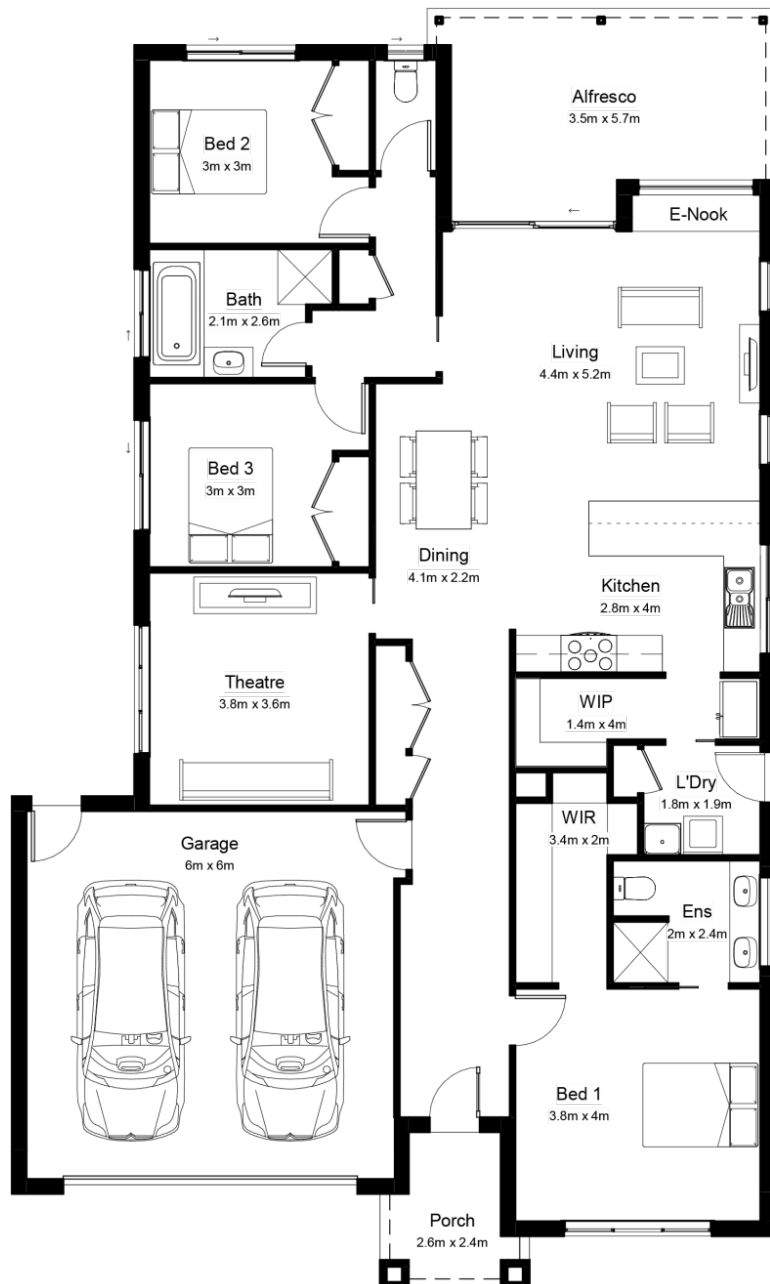 Alfresco
3.5m x 5.7m
Bed 2
3m x 3m
E-Nook
Bath
2.1m x 2.6m
Living
4.4m x 5.2m
Bed 3
3m x 3m
Dining
4.1m x 2.2m
Kitchen
2.8m x 4m
Theatre
3.8m x 3.6m
WIP
1.4m x 4m
L'Dry
1.8m x 1.9m
WIR
3.4m x 2m
Garage
6m x 6m
Ens
2m x 2.4m
Bed 1
3.8m x 4m
Porch
2.6m x 2.4m